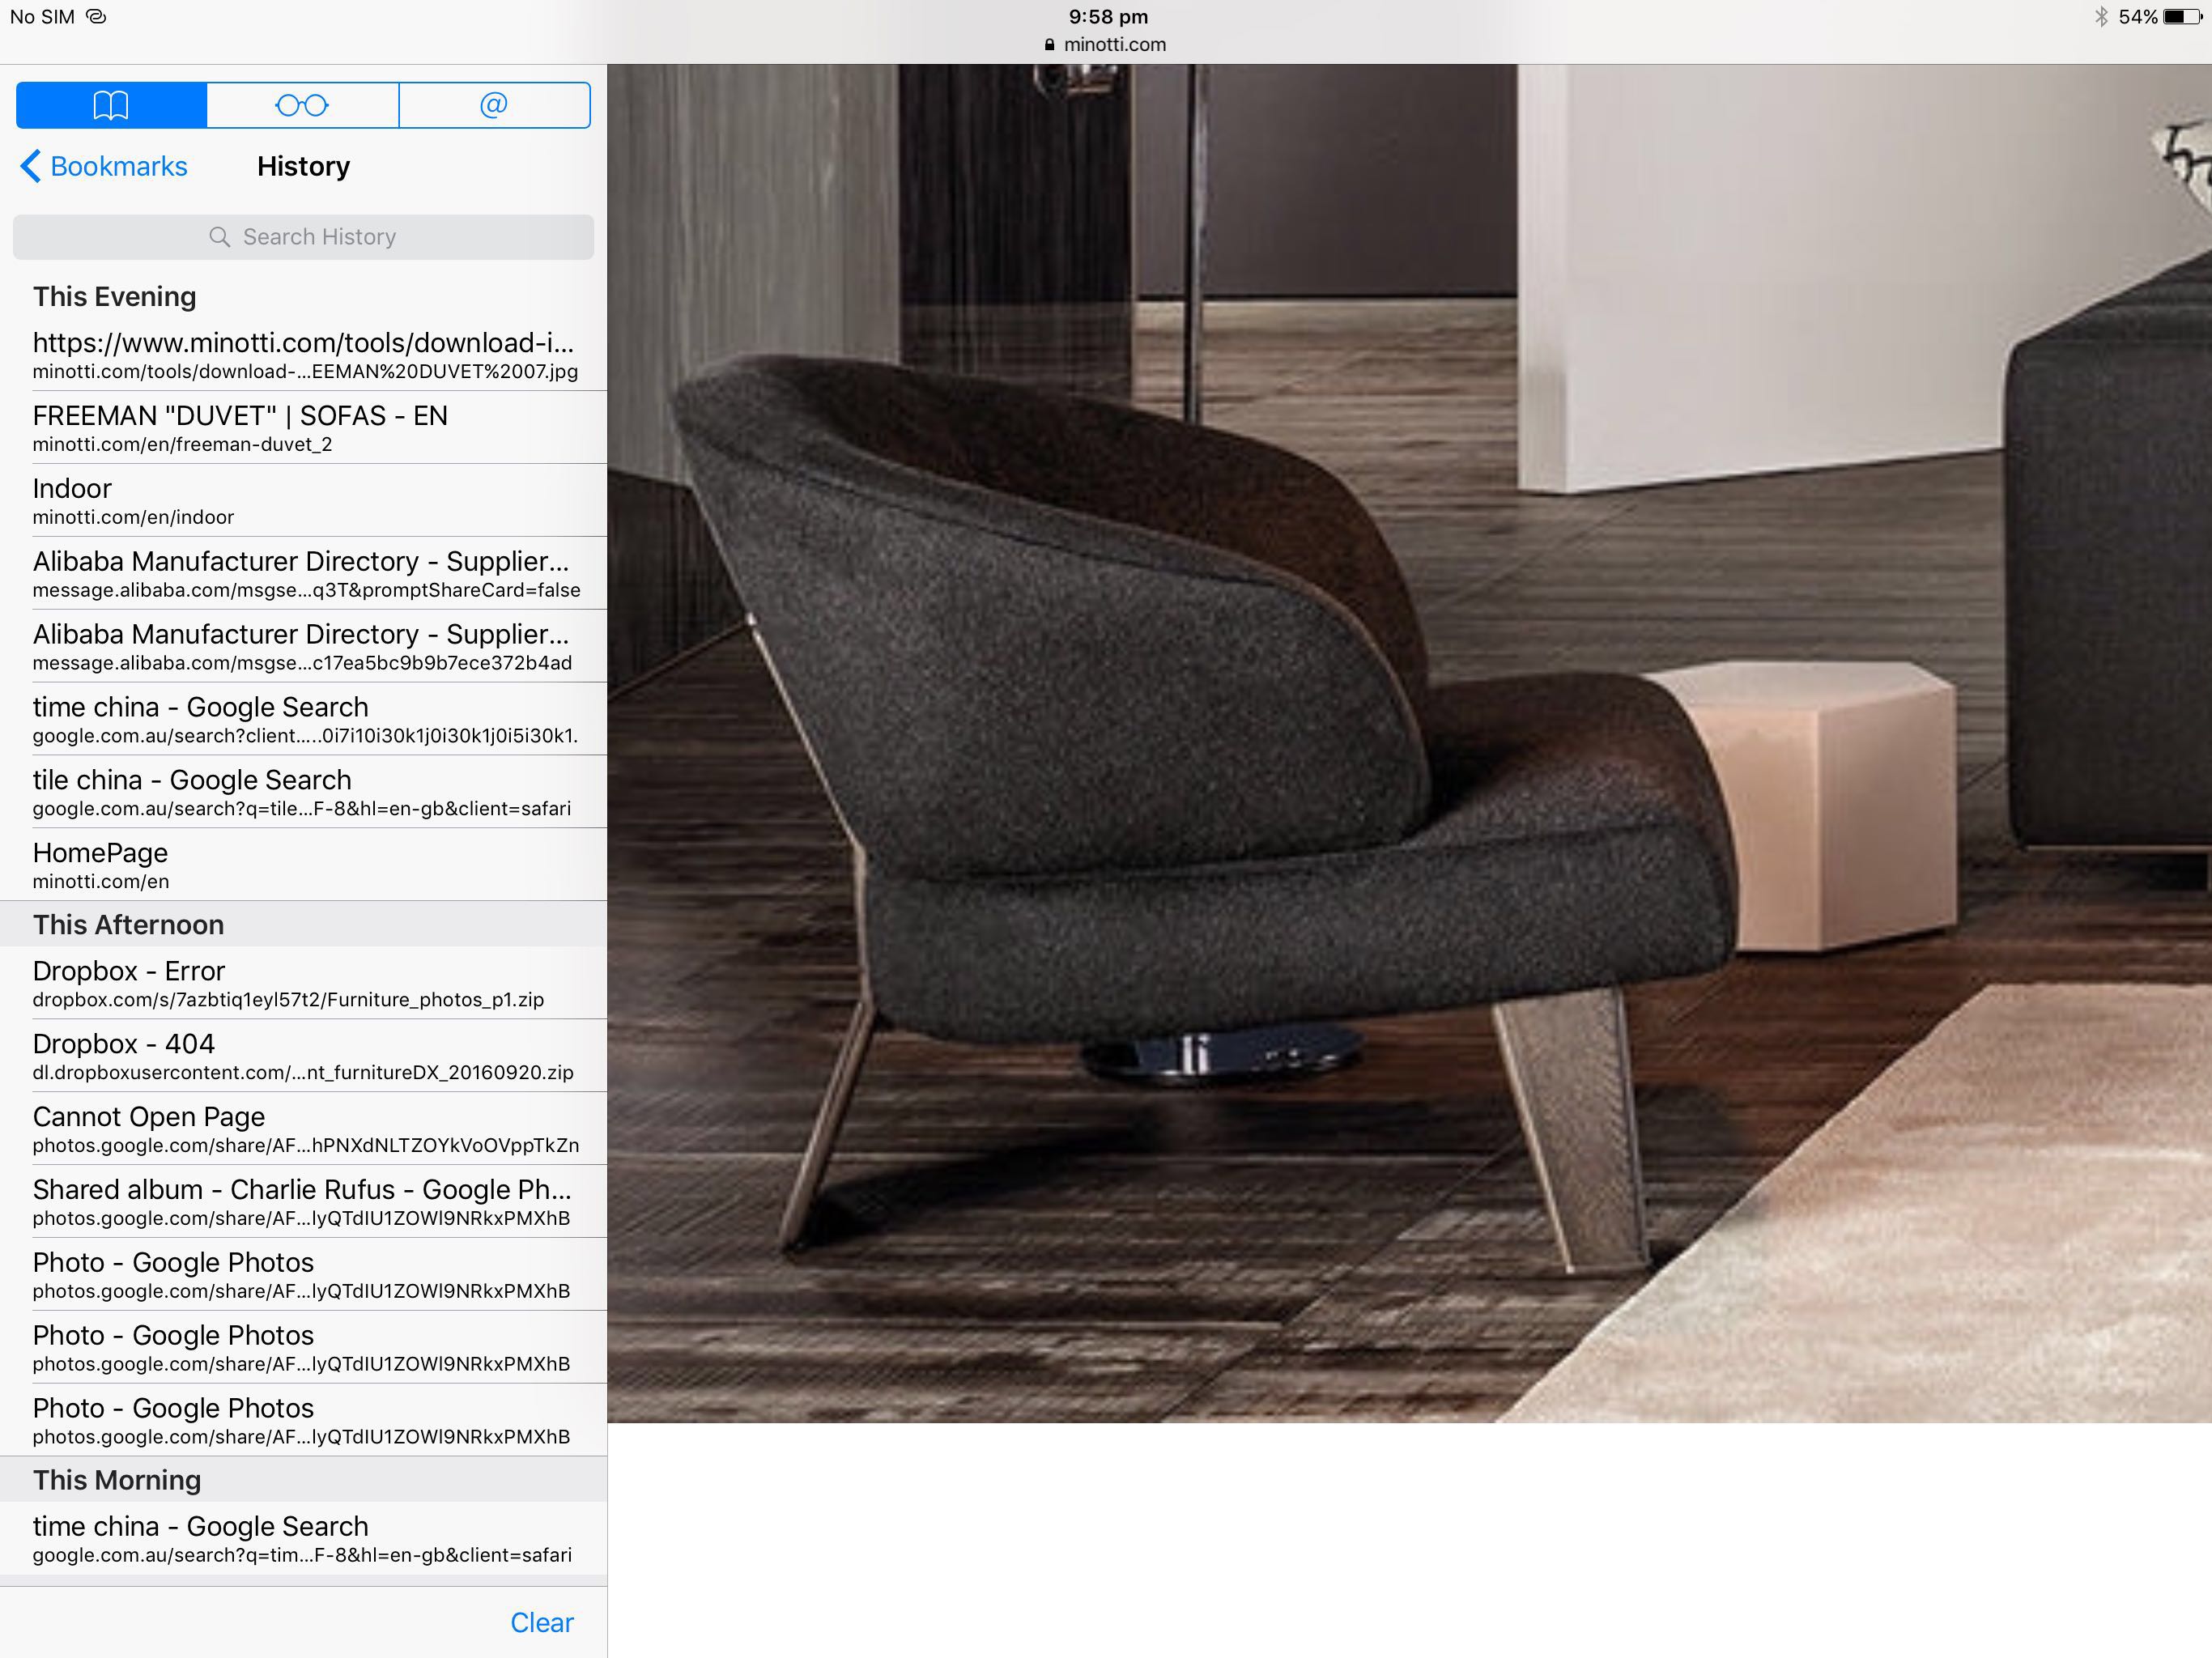 No SIM
9:58 pm
54%
minotti.com
@
Bookmarks
History
Search History
This Evening
https://www.minotti.com/tools/download-i...
minotti.com/tools/download-...EEMAN%20DUVET%2007.jpg
FREEMAN "DUVET" | SOFAS - EN
minotti.com/en/freeman-duvet_2
Indoor
minotti.com/en/indoor
Alibaba Manufacturer Directory - Supplier...
message.alibaba.com/msgse...q3T&promptShareCard=false
Alibaba Manufacturer Directory - Supplier...
message.alibaba.com/msgse...c17ea5bc9b9b7ece372b4ad
time china - Google Search
google.com.au/search?client.....0i7i10i30k1j0i30k1j0i5i30k1.
tile china - Google Search
google.com.au/search?q=tile...F-8&hl=en-gb&client=safari
HomePage
minotti.com/en
This Afternoon
Dropbox - Error
dropbox.com/s/7azbtiq1eyl57t2/Furniture_photos_p1.zip
Dropbox - 404
dl.dropboxusercontent.com/...nt_furnitureDX_20160920.zip
Cannot Open Page
photos.google.com/share/AF...hPNXdNLTZOYkVoOVppTkZn
Shared album - Charlie Rufus - Google Ph...
photos.google.com/share/AF...lyQTdIU1ZOWl9NRkxPMXhB
Photo - Google Photos
photos.google.com/share/AF...lyQTdIU1ZOWl9NRkxPMXhB
Photo - Google Photos
photos.google.com/share/AF...lyQTdIU1ZOWl9NRkxPMXhB
Photo - Google Photos
photos.google.com/share/AF...lyQTdIU1ZOWl9NRkxPMXhB
This Morning
time china - Google Search
google.com.au/search?q=tim...F-8&hl=en-gb&client=safari
Clear